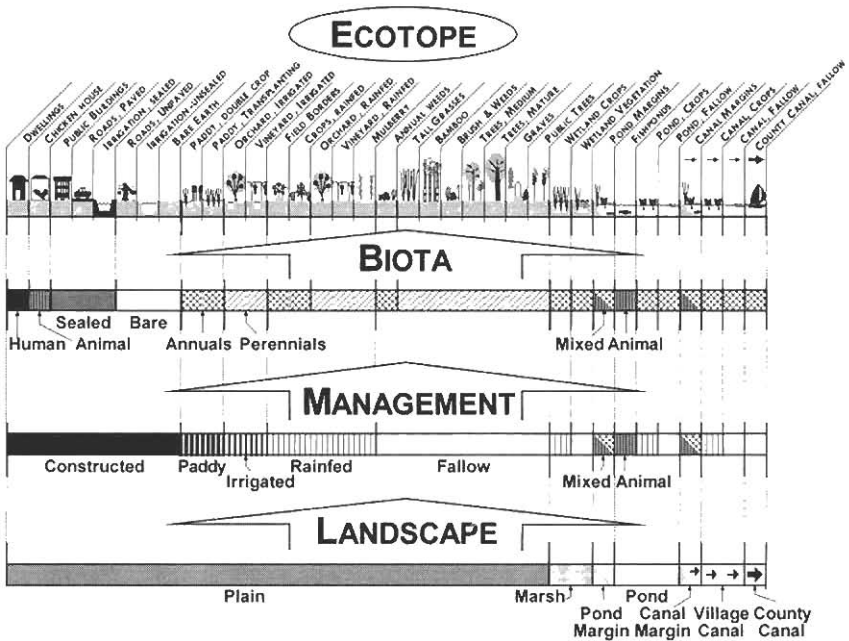 ECOTOPE
DWELLINGS
CHICKEN HOUSE
PUBLIC BUILDINGS
ROADS, PAVED
IRRIGATION, SEALED
ROADS, UNPAVED
IRRIGATION-UNSEALED
BARE EARTH
PADDY, DOUBLE CROP
PADDY TRANSPLANTING
ORCHARD, IRRIGATED
VINEYARD, IRRIGATED
FIELD BORDERS
CROPS, RAINFED
ORCHARD, RAINFED
VINEYARD, RAINFED
MULBERRY
ANNUAL WEEDS
TALL GRASSES
BAMBOO
BRUSH & WEEDS
TREES, MEDIUM
TREES, MATURE
GRAVES
PUBLIC TREES
WETLAND CROPS
WETLAND VEGETATION
POND MARGINS
FISHPONDS
POND, CROPS
POND, FALLOW
CANAL MARGINS
CANAL, CROPS
CANAL, FALLOW
COUNTY CANAL, FALLOW
BIOTA
Sealed Bare
Human Animal Annuals Perennials Mixed Animal
MANAGEMENT
Constructed Paddy Rainfed Fallow Mixed Animal
Irrigated
LANDSCAPE
Plain Marsh Pond
Pond Canal Village County
Margin Margin Canal Canal